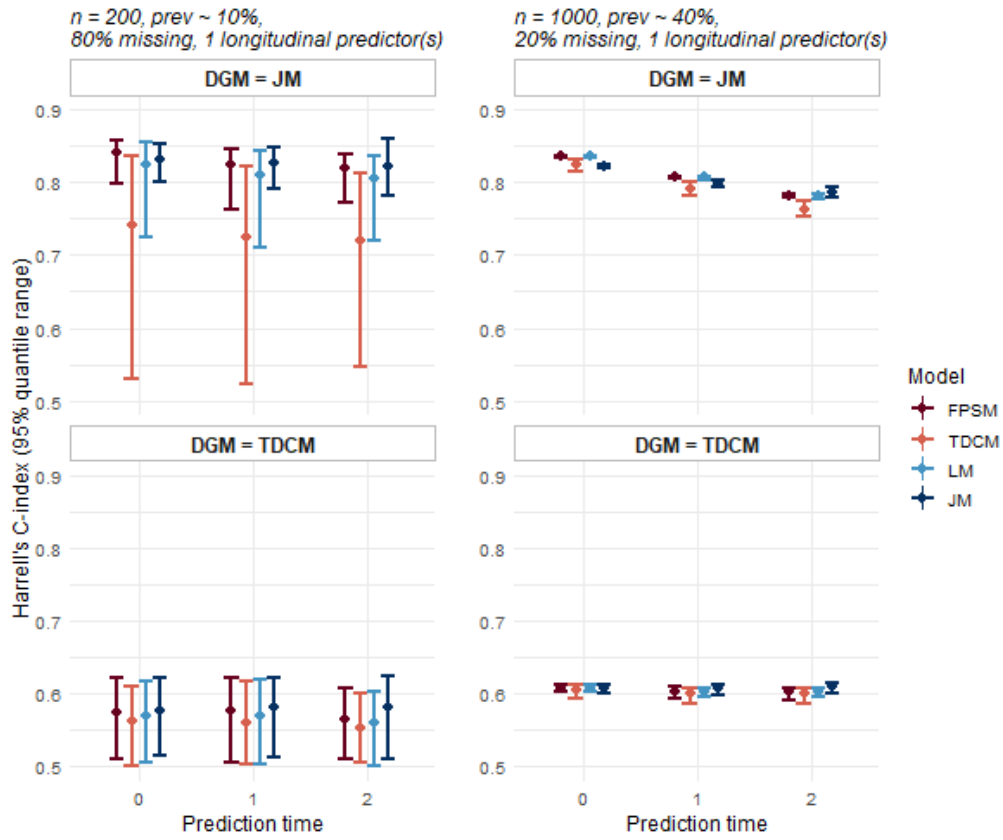 n = 200, prev ~ 10%,
80% missing, 1 longitudinal predictor(s)
n = 1000, prev ~ 40%,
20% missing, 1 longitudinal predictor(s)
DGM = JM
DGM = JM
Harrell's C-index (95% quantile range)
0.9
0.8
0.7
0.6
0.5
0.9
0.8
0.7
0.6
0.5
DGM = TDCM
DGM = TDCM
0.9
0.8
0.7
0.6
0.5
0.9
0.8
0.7
0.6
0.5
0 1 2
0 1 2
Prediction time
Prediction time
Model
FPSM
TDCM
LM
JM